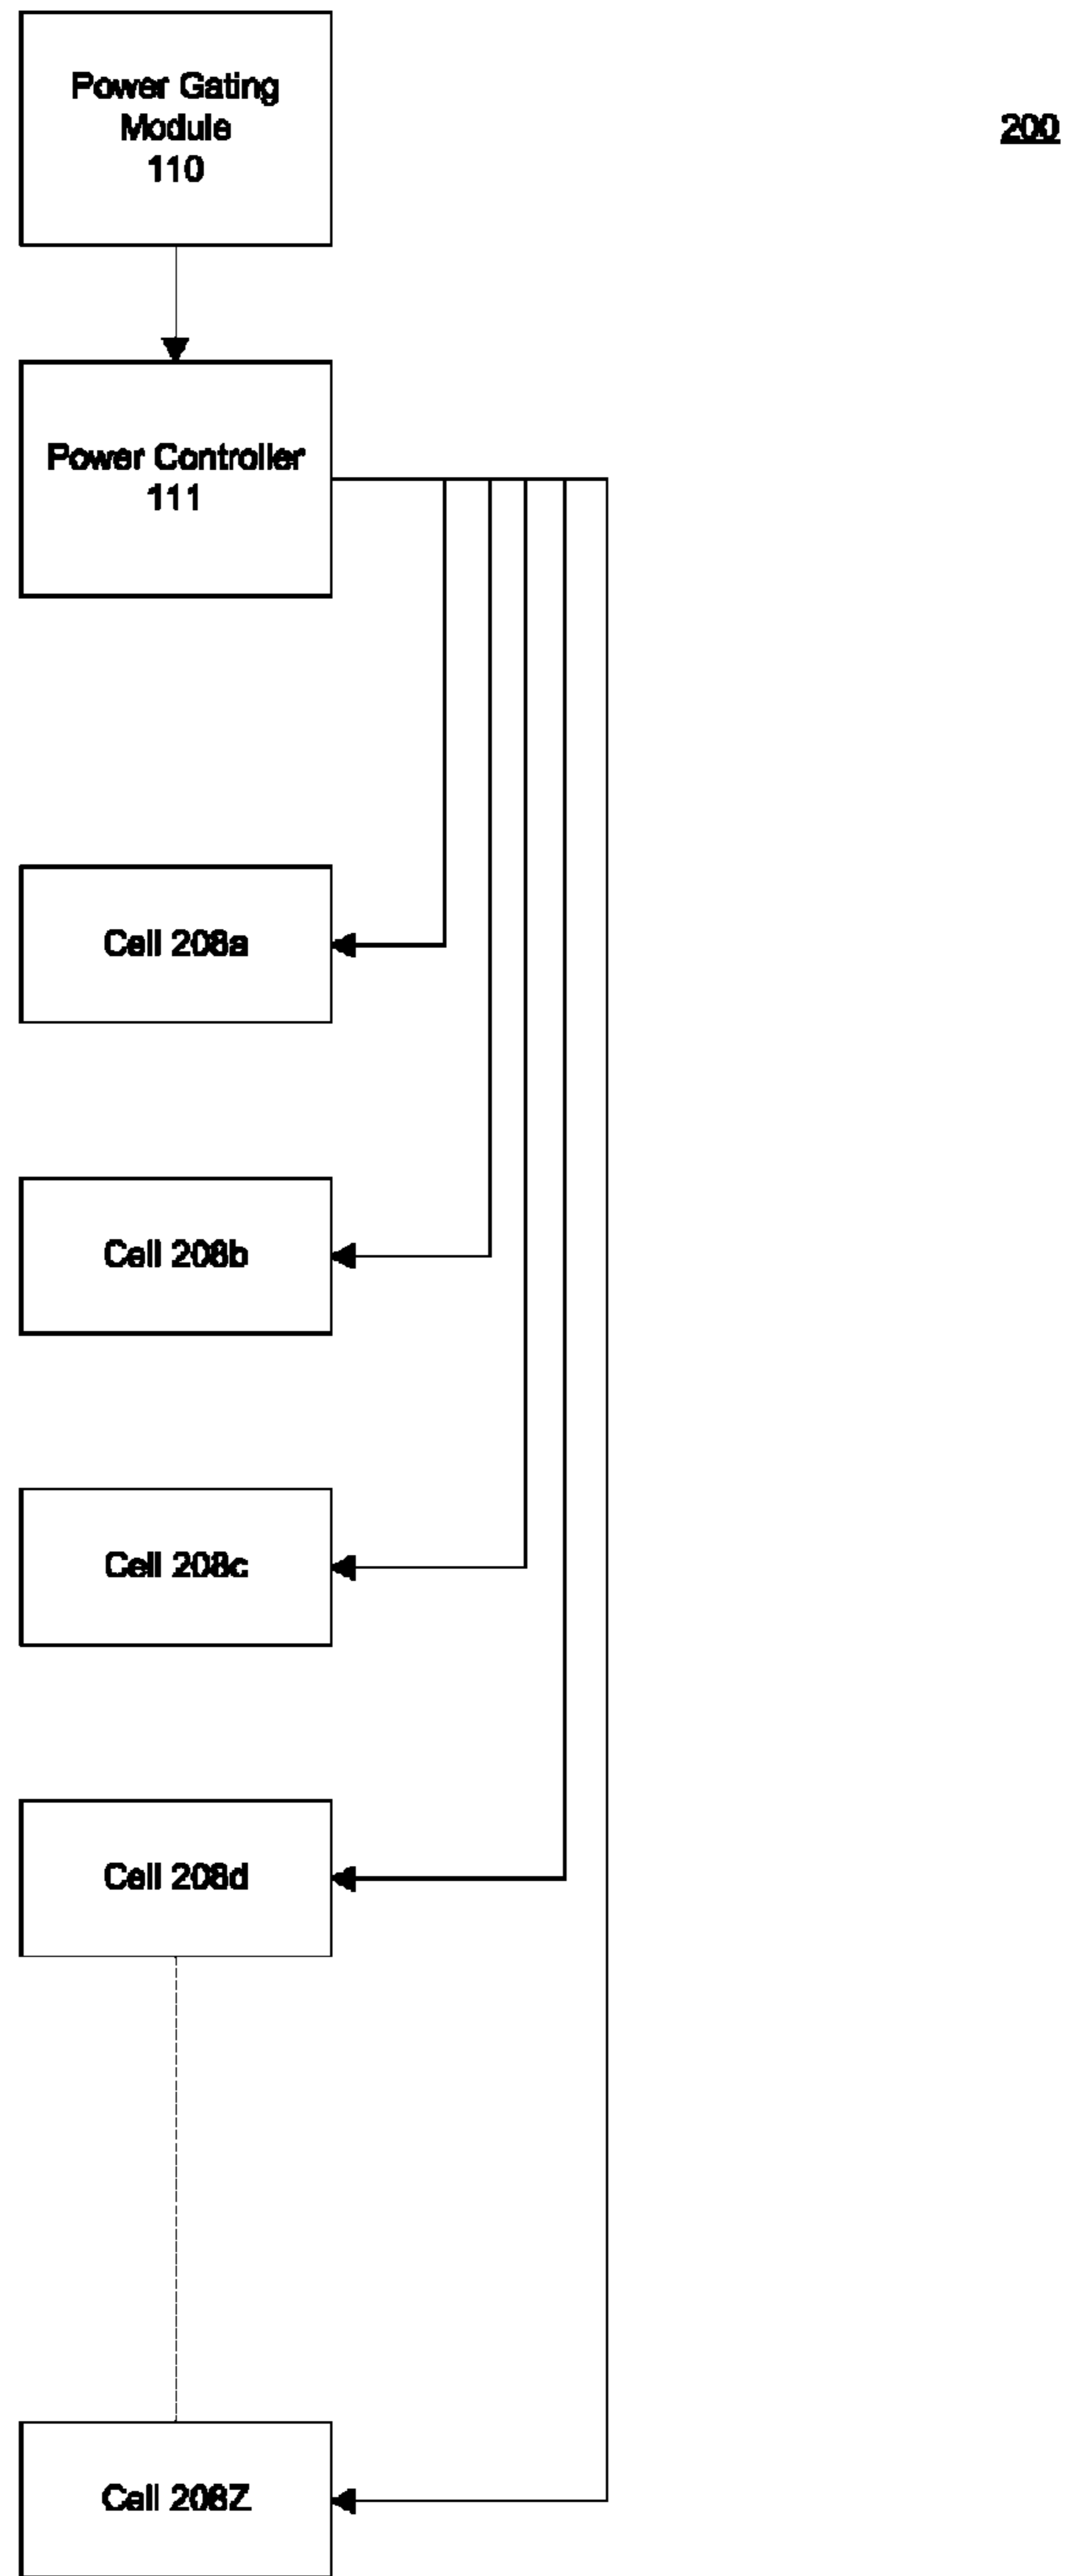 Power Gating
Module
110
200
Power Controller
111
Cell 208a
Cell 208b
Cell 208c
Cell 208d
Cell 208Z